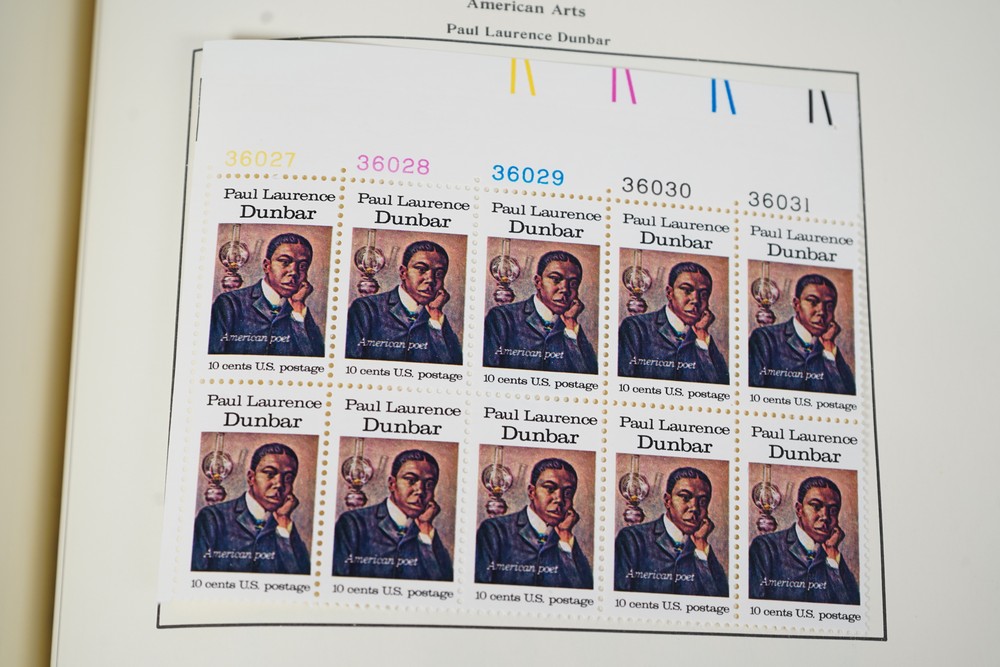 American Arts
Paul Laurence Dunbar
36027 36028 36029 36030 36031
Paul Laurence Paul Laurence Paul Laurence Paul Laurence Paul Laurence
Dunbar Dunbar Dunbar Dunbar Dunbar
American poet American poet American poet American poet American poet
10 cents U.S. postage 10 cents U.S. postage 10 cents U.S. postage 10 cents U.S. postage 10 cents U.S. postage
Paul Laurence Paul Laurence Paul Laurence Paul Laurence Paul Laurence
Dunbar Dunbar Dunbar Dunbar Dunbar
American poet American poet American poet American poet American poet
10 cents U.S. postage 10 cents U.S. postage 10 cents U.S. postage 10 cents U.S. postage 10 cents U.S. postage